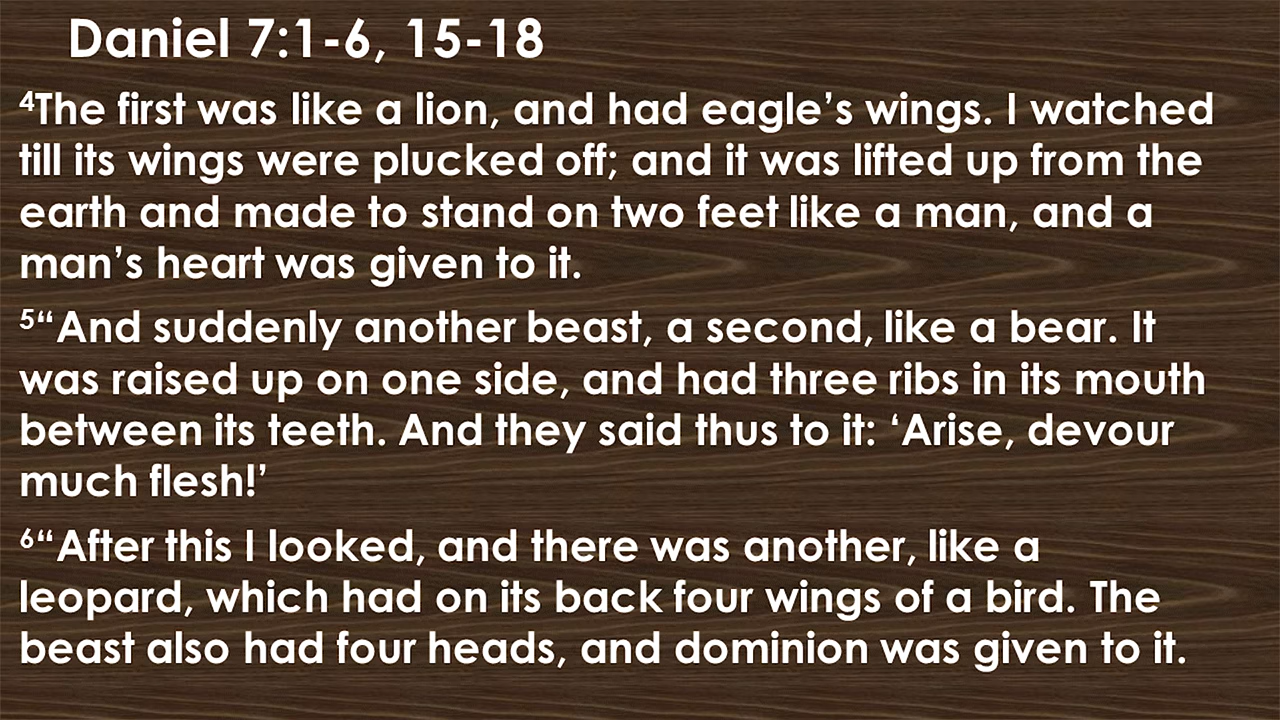 Daniel 7:1-6, 15-18
⁴The first was like a lion, and had eagle’s wings. I watched
till its wings were plucked off; and it was lifted up from the
earth and made to stand on two feet like a man, and a
man’s heart was given to it.
⁵“And suddenly another beast, a second, like a bear. It
was raised up on one side, and had three ribs in its mouth
between its teeth. And they said thus to it: ‘Arise, devour
much flesh!’
⁶“After this I looked, and there was another, like a
leopard, which had on its back four wings of a bird. The
beast also had four heads, and dominion was given to it.